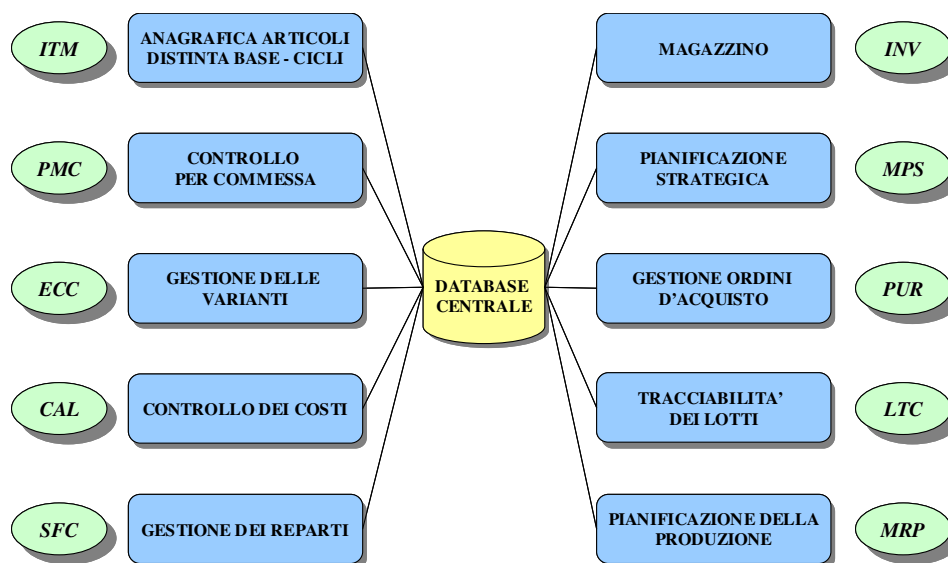 ITM
ANAGRAFICA ARTICOLI
DISTINTA BASE - CICLI
MAGAZZINO
INV
PMC
CONTROLLO
PER COMMESSA
PIANIFICAZIONE
STRATEGICA
MPS
ECC
GESTIONE DELLE
VARIANTI
DATABASE
CENTRALE
GESTIONE ORDINI
D'ACQUISTO
PUR
CAL
CONTROLLO DEI COSTI
TRACCIABILITA'
DEI LOTTI
LTC
SFC
GESTIONE DEI REPARTI
PIANIFICAZIONE DELLA
PRODUZIONE
MRP